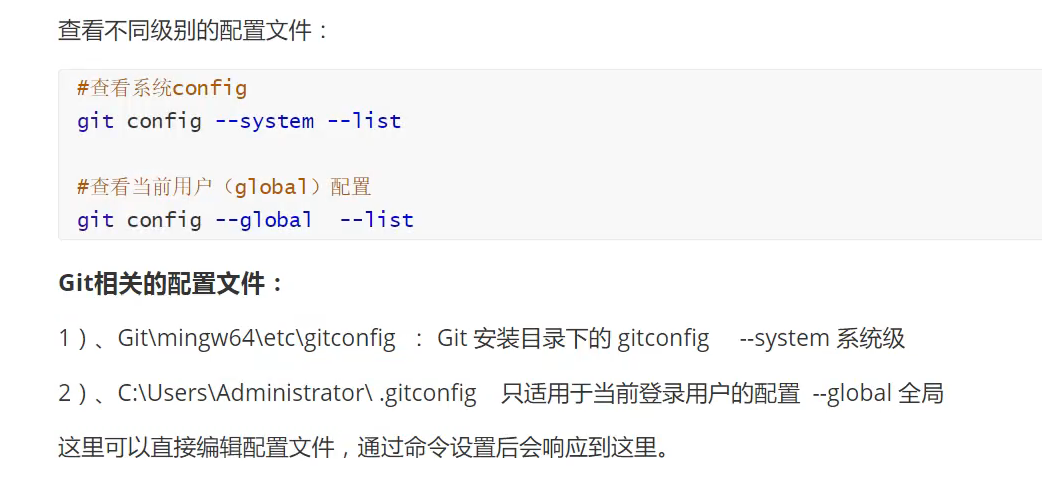 查看不同级别的配置文件：
#查看系统config
git config --system --list
#查看当前用户（global）配置
git config --global  --list
Git相关的配置文件：
1）、Git\mingw64\etc\gitconfig  ：Git 安装目录下的 gitconfig    --system 系统级
2）、C:\Users\Administrator\ .gitconfig    只适用于当前登录用户的配置  --global 全局
这里可以直接编辑配置文件，通过命令设置后会响应到这里。